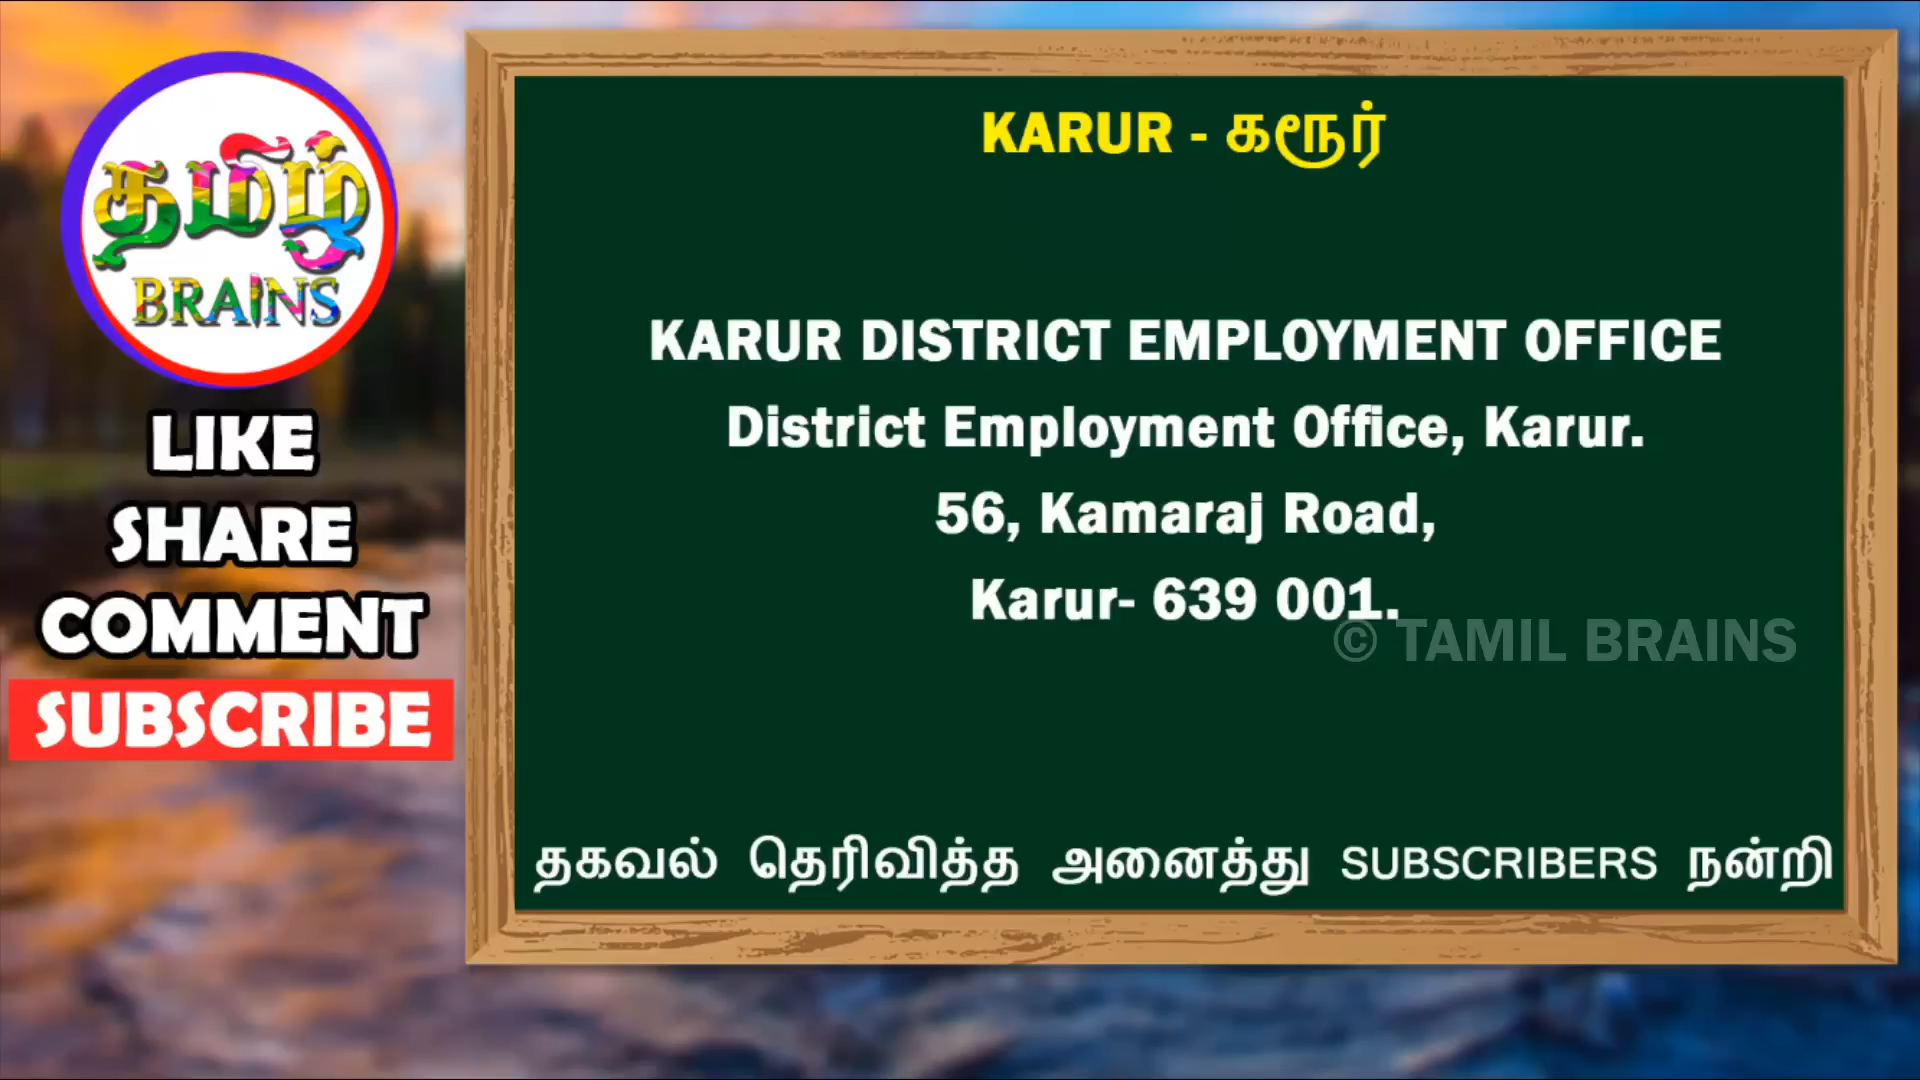 தமிழ்
BRAINS
LIKE
SHARE
COMMENT
SUBSCRIBE
KARUR - கரூர்
KARUR DISTRICT EMPLOYMENT OFFICE
District Employment Office, Karur.
56, Kamaraj Road,
Karur- 639 001.
© TAMIL BRAINS
தகவல் தெரிவித்த அனைத்து SUBSCRIBERS நன்றி